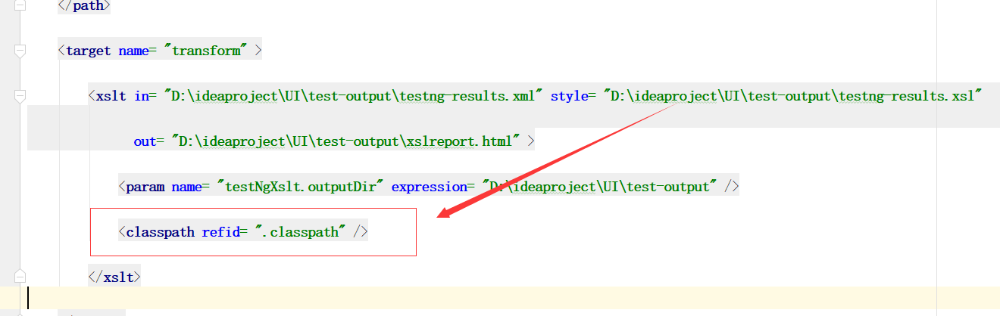 </path>
<target name= "transform" >
<xslt in= "D:\ideaproject\UI\test-output\testng-results.xml" style= "D:\ideaproject\UI\test-output\testng-results.xsl"
out= "D:\ideaproject\UI\test-output\xslreport.html" >
<param name= "testNgXslt.outputDir" expression= "D:\ideaproject\UI\test-output" />
<classpath refid= ".classpath" />
</xslt>